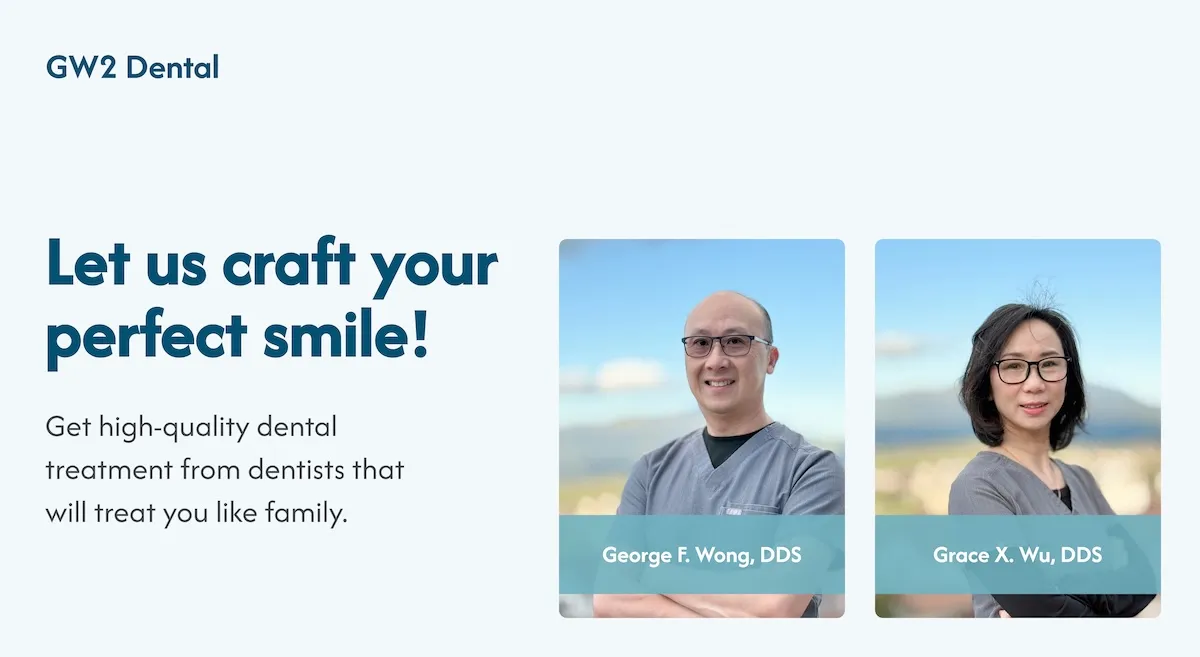 GW2 Dental
Let us craft your
perfect smile!
Get high-quality dental
treatment from dentists that
will treat you like family.
George F. Wong, DDS
Grace X. Wu, DDS